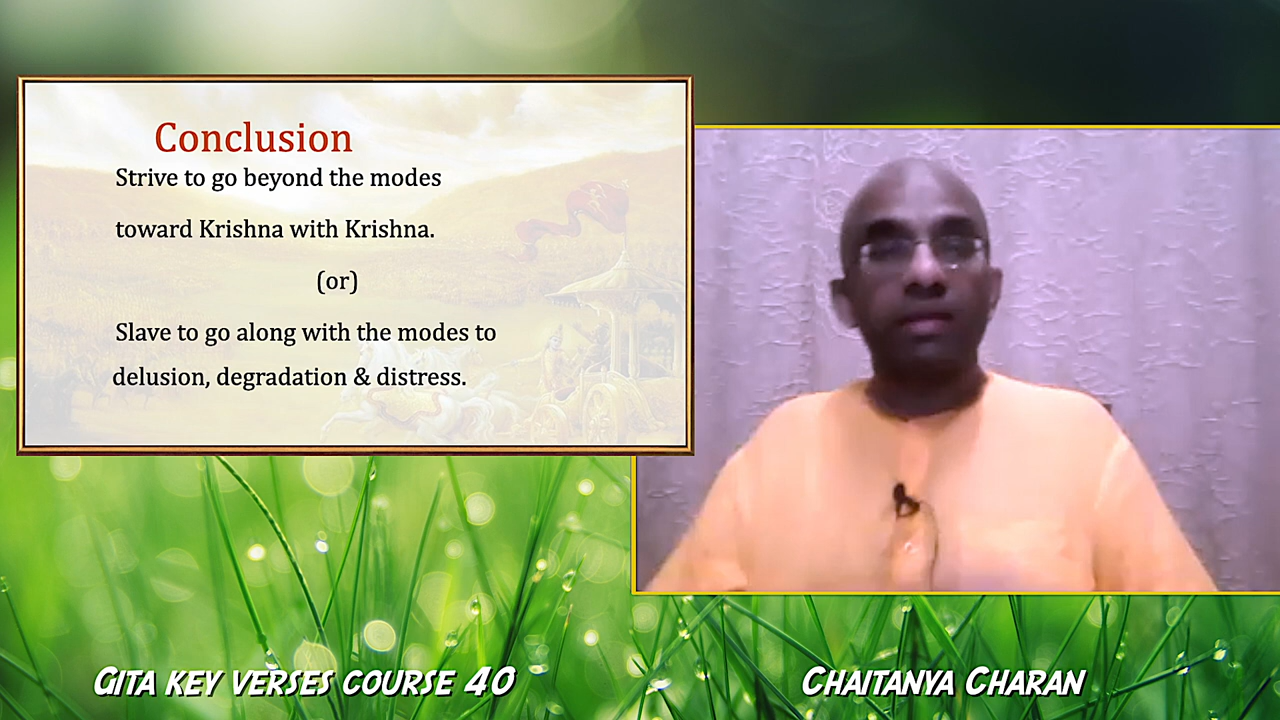 Conclusion
Strive to go beyond the modes
toward Krishna with Krishna.
(or)
Slave to go along with the modes to
delusion, degradation & distress.
Gita key verses course 40
Chaitanya Charan